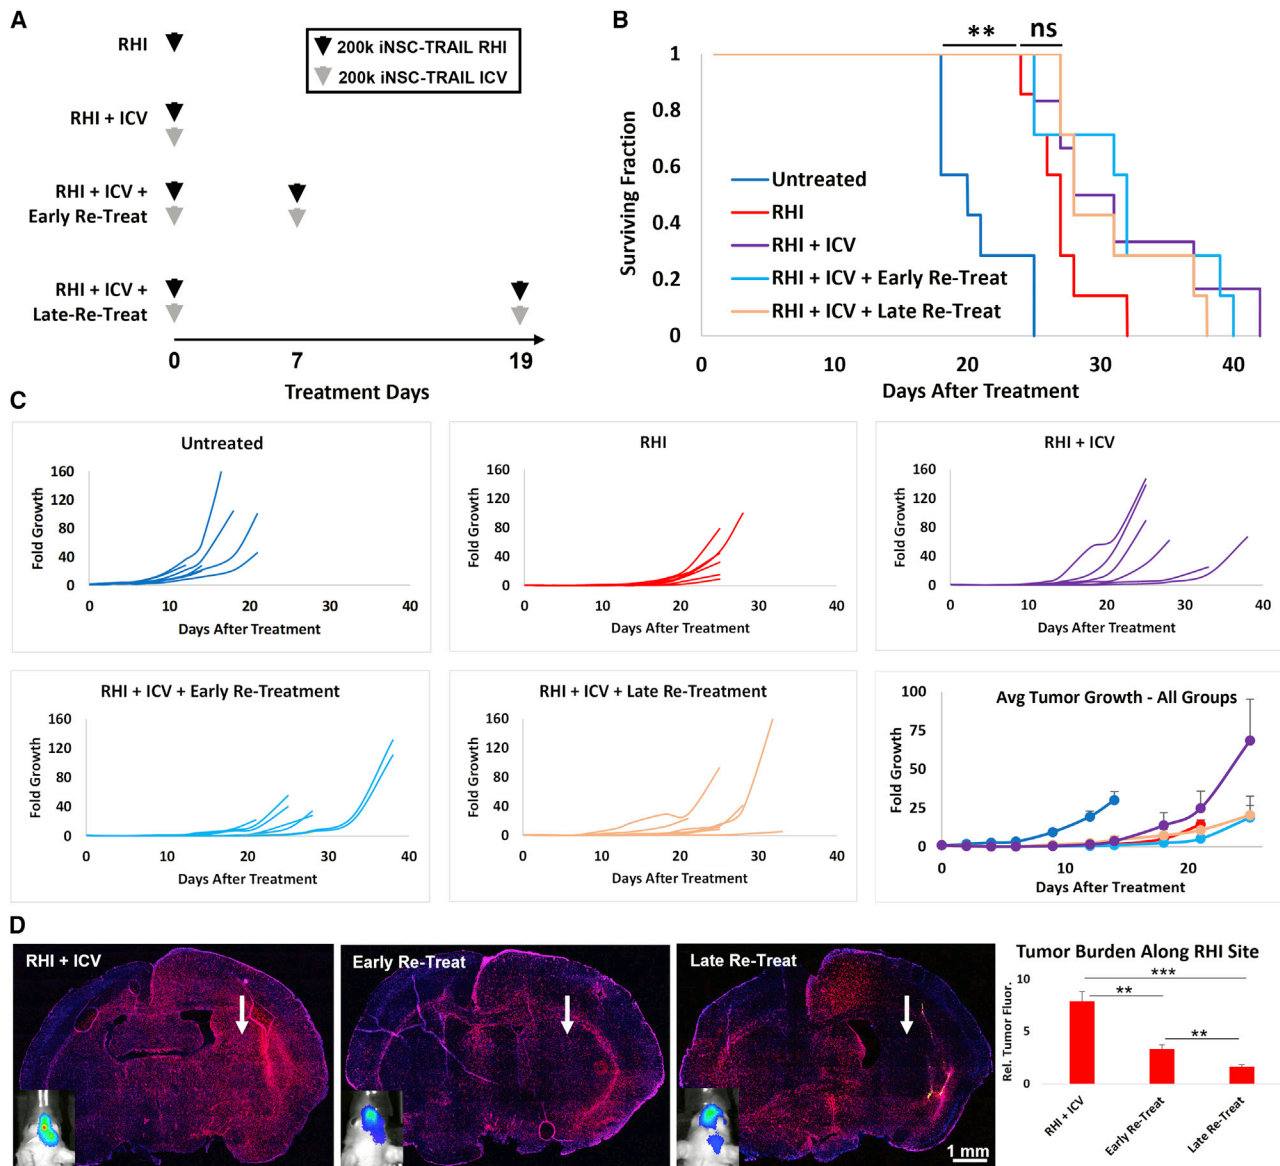 A
RHI
200k iNSC-TRAIL RHI
200k iNSC-TRAIL ICV
RHI + ICV
RHI + ICV +
Early Re-Treat
RHI + ICV +
Late-Re-Treat
0 7 19
Treatment Days
B
** ns
1
0.8
0.6
0.4
0.2
0
Surviving Fraction
Untreated
RHI
RHI + ICV
RHI + ICV + Early Re-Treat
RHI + ICV + Late Re-Treat
0 20 30 40
Days After Treatment
C
Untreated
160
120
80
40
0
Fold Growth
0 10 20 30 40
Days After Treatment
RHI
160
120
80
40
0
Fold Growth
0 10 20 30 40
Days After Treatment
RHI + ICV
160
120
80
40
0
Fold Growth
0 10 20 30 40
Days After Treatment
RHI + ICV + Early Re-Treatment
160
120
80
40
0
Fold Growth
0 10 20 30 40
Days After Treatment
RHI + ICV + Late Re-Treatment
160
120
80
40
0
Fold Growth
0 10 20 30 40
Days After Treatment
Avg Tumor Growth - All Groups
100
75
50
25
0
Fold Growth
0 10 20
Days After Treatment
D
RHI + ICV
Early Re-Treat
Late Re-Treat
1 mm
Tumor Burden Along RHI Site
10
5
0
Rel. Tumor Fluor.
***
**
**
RHI + ICV
Early Re-Treat
Late Re-Treat